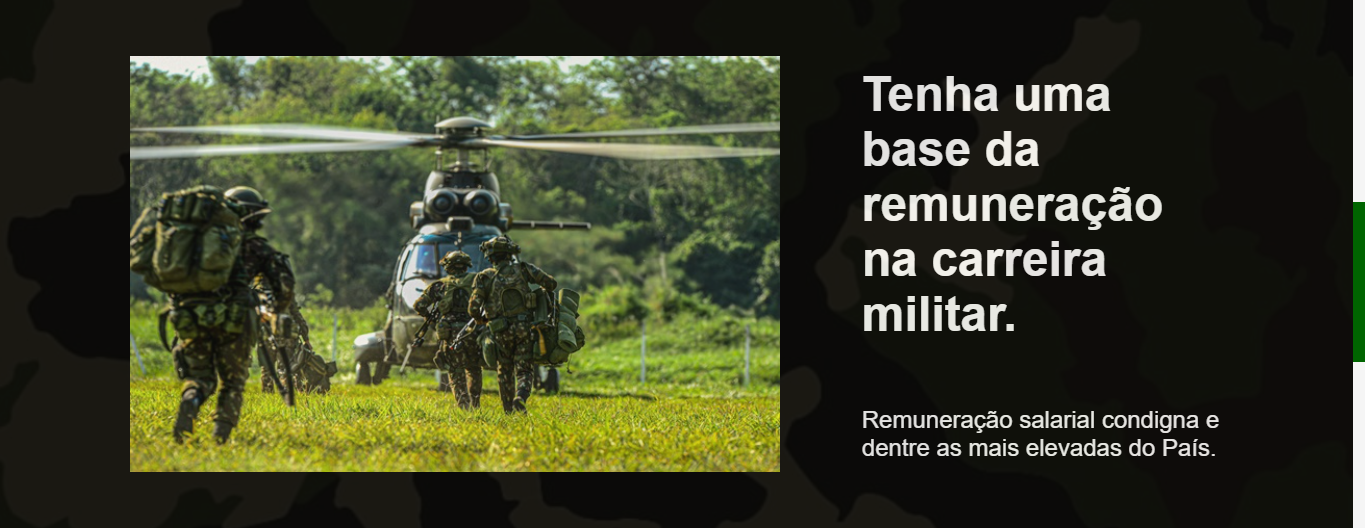 Tenha uma
base da
remuneração
na carreira
militar.
Remuneração salarial condigna e
dentre as mais elevadas do País.